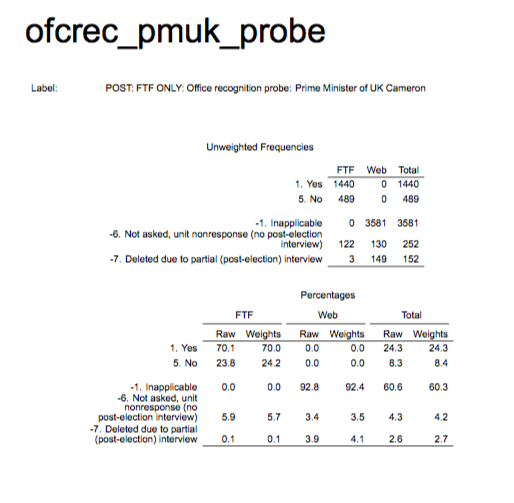 ofcrec_pmuk_probe
Label: POST: FTF ONLY: Office recognition probe: Prime Minister of UK Cameron
Unweighted Frequencies
FTF Web Total
1. Yes 1440 0 1440
5. No 489 0 489
-1. Inapplicable 0 3581 3581
-6. Not asked, unit nonresponse (no post-election
interview) 122 130 252
-7. Deleted due to partial (post-election) interview 3 149 152
Percentages
FTF Web Total
Raw Weights Raw Weights Raw Weights
1. Yes 70.1 70.0 0.0 0.0 24.3 24.3
5. No 23.8 24.2 0.0 0.0 8.3 8.4
-1. Inapplicable 0.0 0.0 92.8 92.4 60.6 60.3
-6. Not asked, unit
nonresponse (no
post-election interview) 5.9 5.7 3.4 3.5 4.3 4.2
-7. Deleted due to partial
(post-election) interview 0.1 0.1 3.9 4.1 2.6 2.7